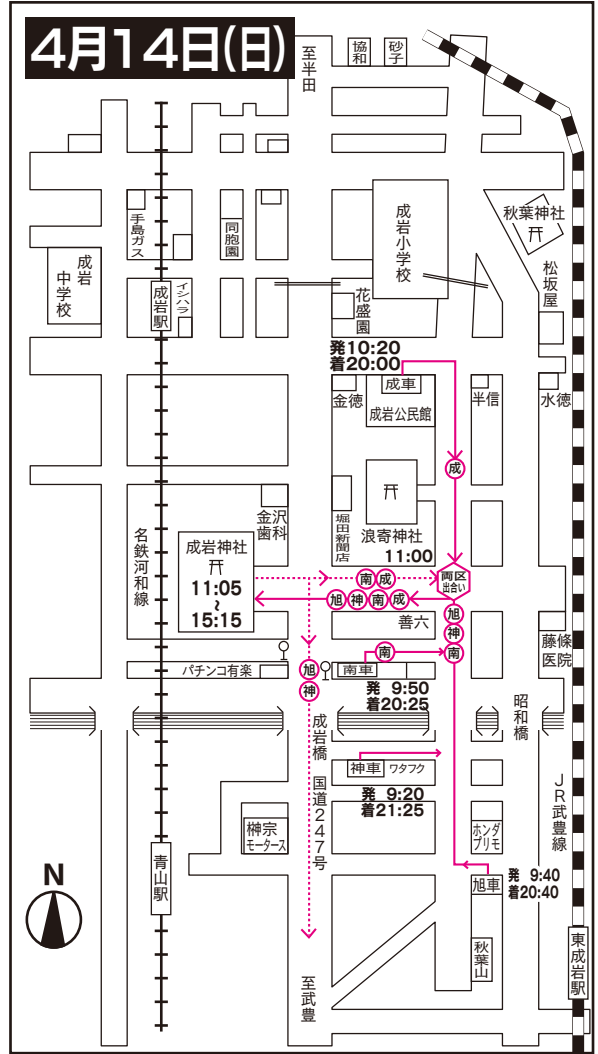 4月14日(日)
至半田
協和
砂子
手島ガス
同胞園
成岩小学校
秋葉神社
成岩
中学校
成岩駅
イシハラ
花盛園
松坂屋
発10:20
着20:00
成車
成岩公民館
金徳
半信
水徳
成
金沢
歯科
堀田新聞店
浪寄神社
11:00
名鉄河和線
成岩神社
11:05
~
15:15
南
成
両区
出合い
旭
神
南
成
旭
神
南
善六
藤條
医院
パチンコ有楽
旭
神
南車
南
発 9:50
着20:25
昭和橋
成岩橋
国道247号
神車
ワタフク
発 9:20
着21:25
JR武豊線
榊宗
モータース
ホンダ
プリモ
青山駅
旭車
発 9:40
着20:40
N
秋葉山
東成岩駅
至武豊